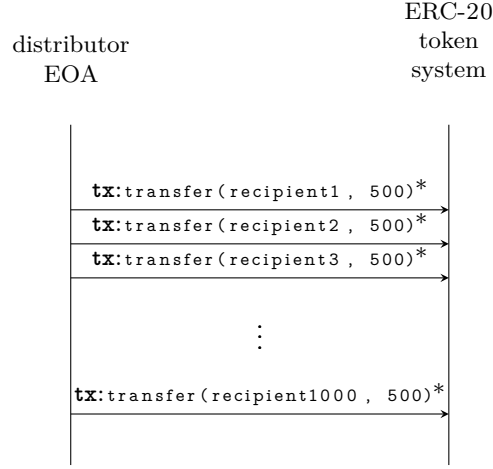 distributor
EOA
ERC-20
token
system
tx:transfer(recipient1, 500)*
tx:transfer(recipient2, 500)*
tx:transfer(recipient3, 500)*
⋮
tx:transfer(recipient1000, 500)*